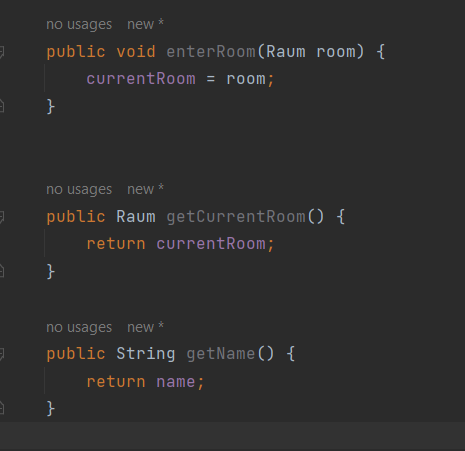 no usages   new *
public void enterRoom(Raum room) {
    currentRoom = room;
}
no usages   new *
public Raum getCurrentRoom() {
    return currentRoom;
}
no usages   new *
public String getName() {
    return name;
}